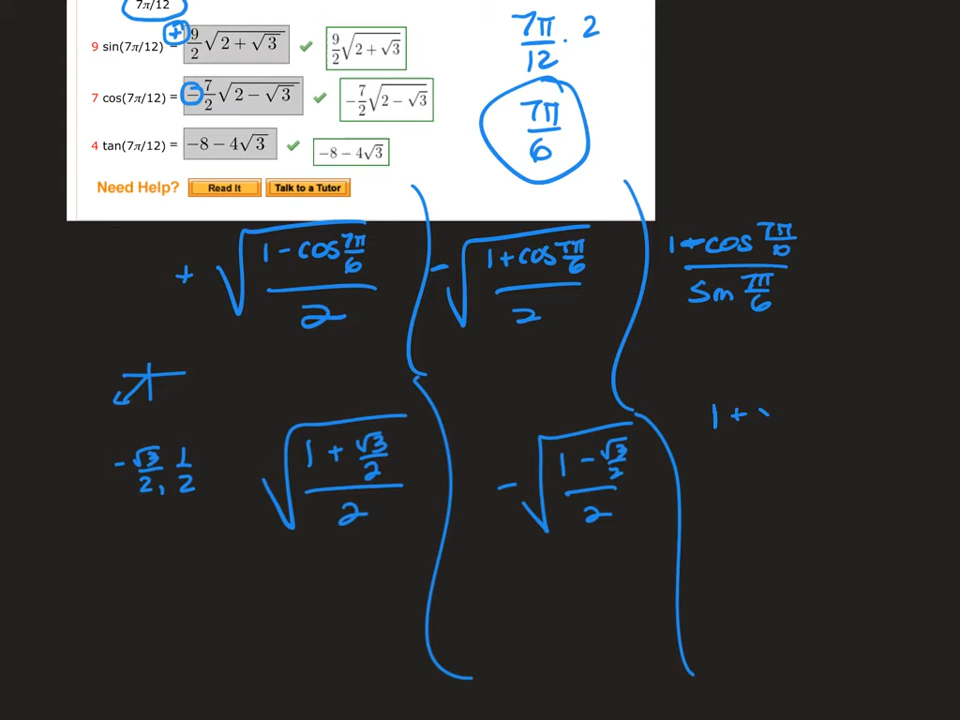 7π/12
9 sin(7π/12) = + 9/2 √(2 + √3) 9/2 √(2 + √3)
7 cos(7π/12) = − 7/2 √(2 − √3) −7/2 √(2 − √3)
4 tan(7π/12) = −8 − 4√3 −8 − 4√3
Need Help? Read It Talk to a Tutor
7π/12 · 2
7π/6
+ √((1 − cos 7π/6)/2)
− √((1 + cos 7π/6)/2)
(1 + cos 7π/6)/(sin 7π/6)
−√3/2, 1/2
√((1 + √3/2)/2)
− √((1 − √3/2)/2)
1 +